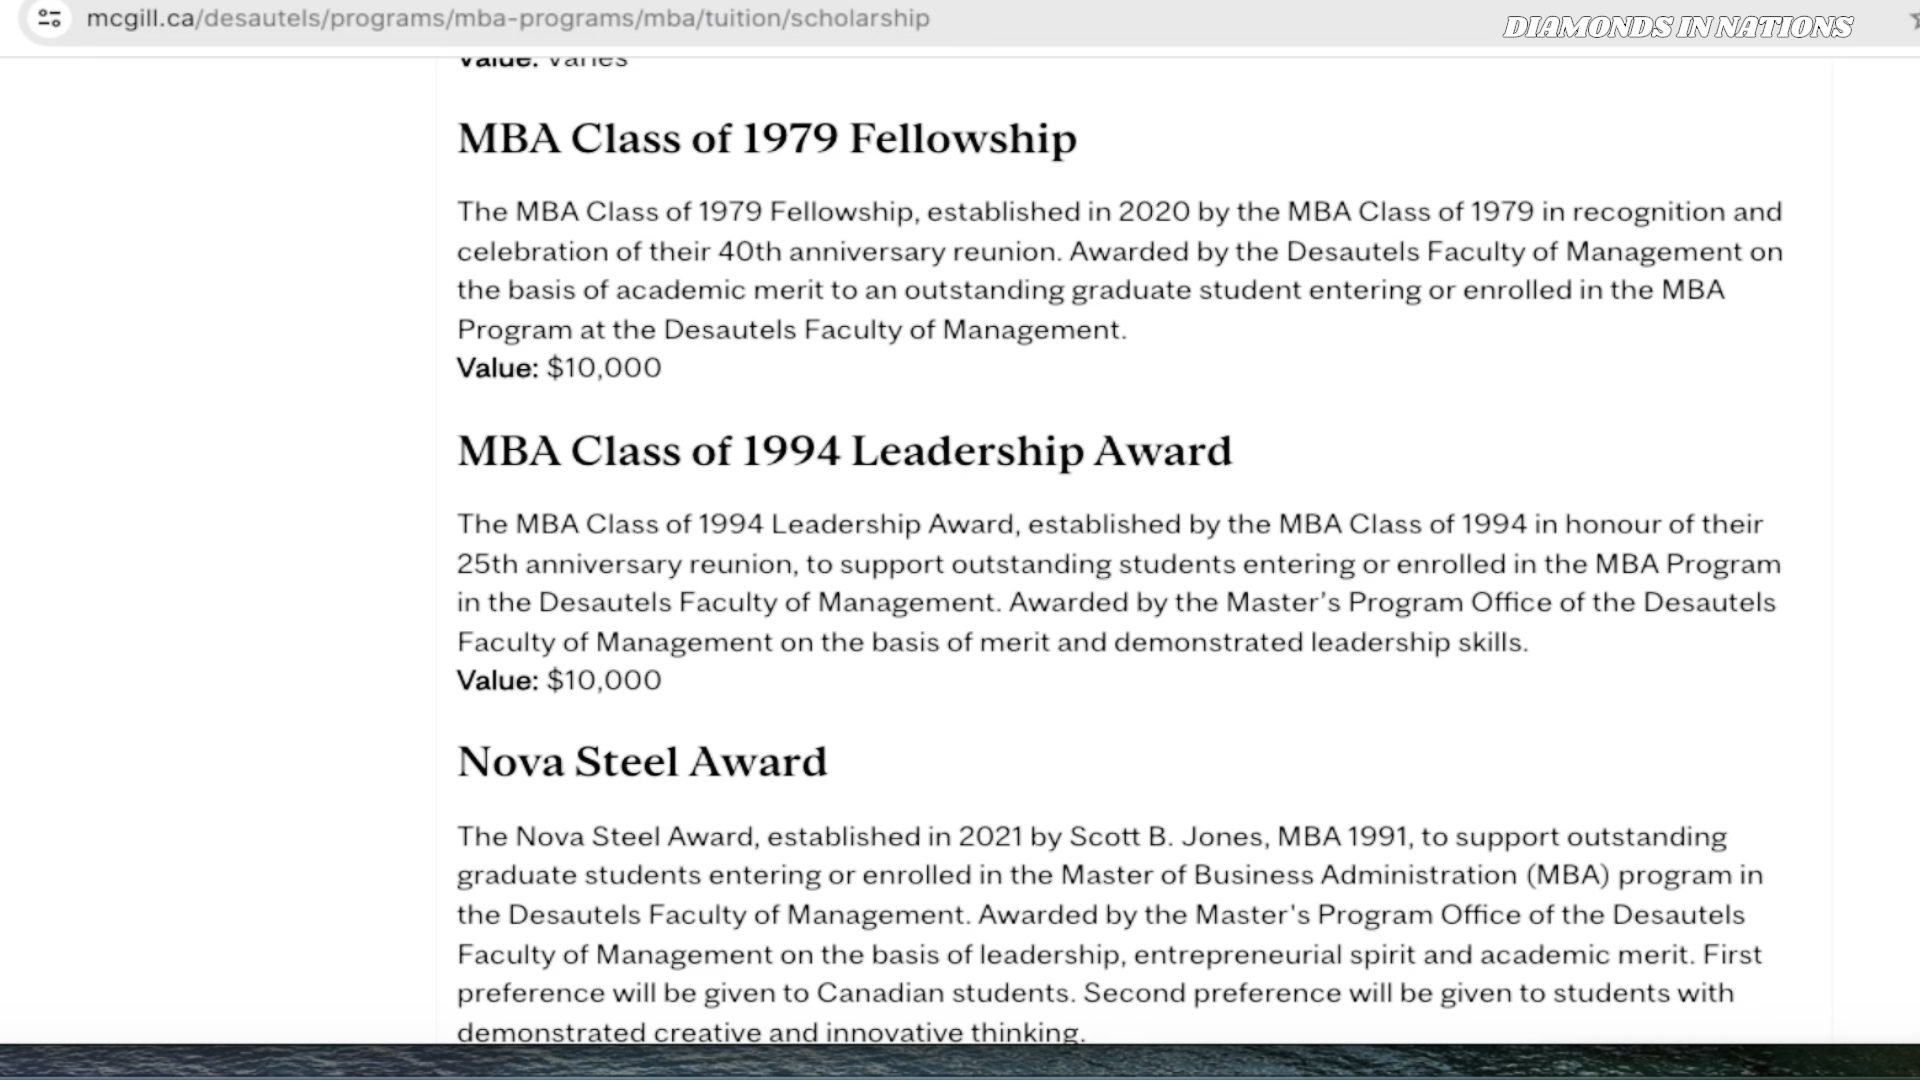 mcgill.ca/desautels/programs/mba-programs/mba/tuition/scholarship
DIAMONDS IN NATIONS
Value: varies
MBA Class of 1979 Fellowship
The MBA Class of 1979 Fellowship, established in 2020 by the MBA Class of 1979 in recognition and
celebration of their 40th anniversary reunion. Awarded by the Desautels Faculty of Management on
the basis of academic merit to an outstanding graduate student entering or enrolled in the MBA
Program at the Desautels Faculty of Management.
Value: $10,000
MBA Class of 1994 Leadership Award
The MBA Class of 1994 Leadership Award, established by the MBA Class of 1994 in honour of their
25th anniversary reunion, to support outstanding students entering or enrolled in the MBA Program
in the Desautels Faculty of Management. Awarded by the Master’s Program Office of the Desautels
Faculty of Management on the basis of merit and demonstrated leadership skills.
Value: $10,000
Nova Steel Award
The Nova Steel Award, established in 2021 by Scott B. Jones, MBA 1991, to support outstanding
graduate students entering or enrolled in the Master of Business Administration (MBA) program in
the Desautels Faculty of Management. Awarded by the Master's Program Office of the Desautels
Faculty of Management on the basis of leadership, entrepreneurial spirit and academic merit. First
preference will be given to Canadian students. Second preference will be given to students with
demonstrated creative and innovative thinking.